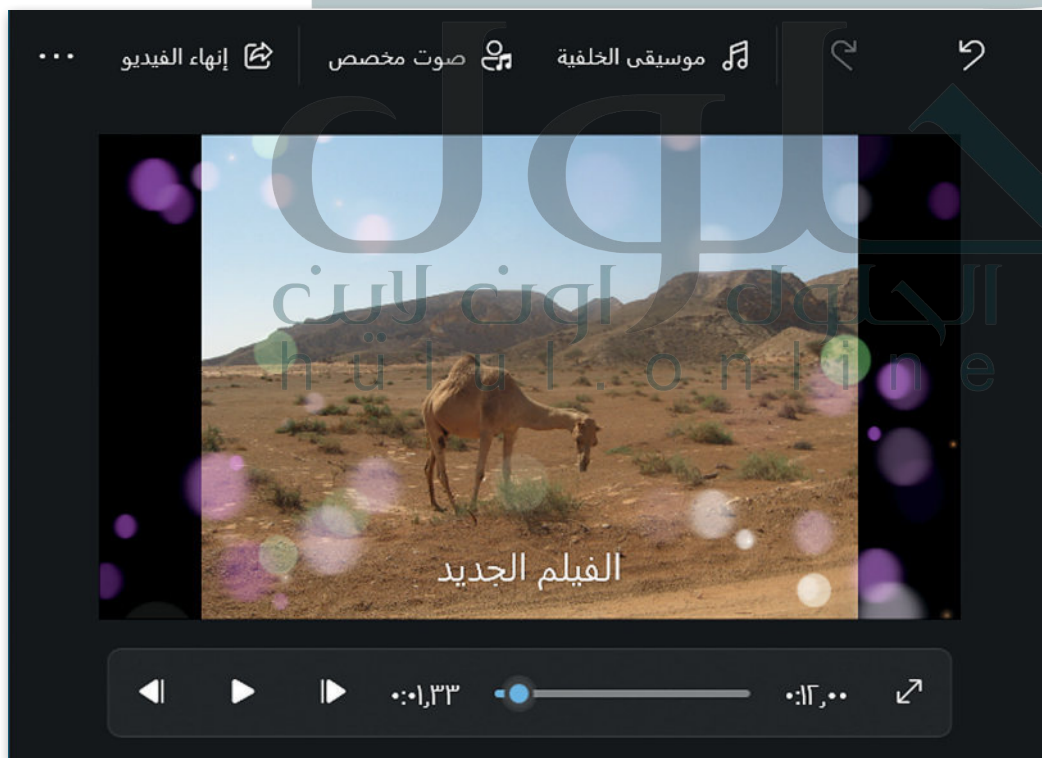 موسيقى الخلفية صوت مخصص إنهاء الفيديو ...
حلول
الحلول اون لاين
hulul.online
الفيلم الجديد
٠:٠١,٣٣ ٠:١٢,٠٠